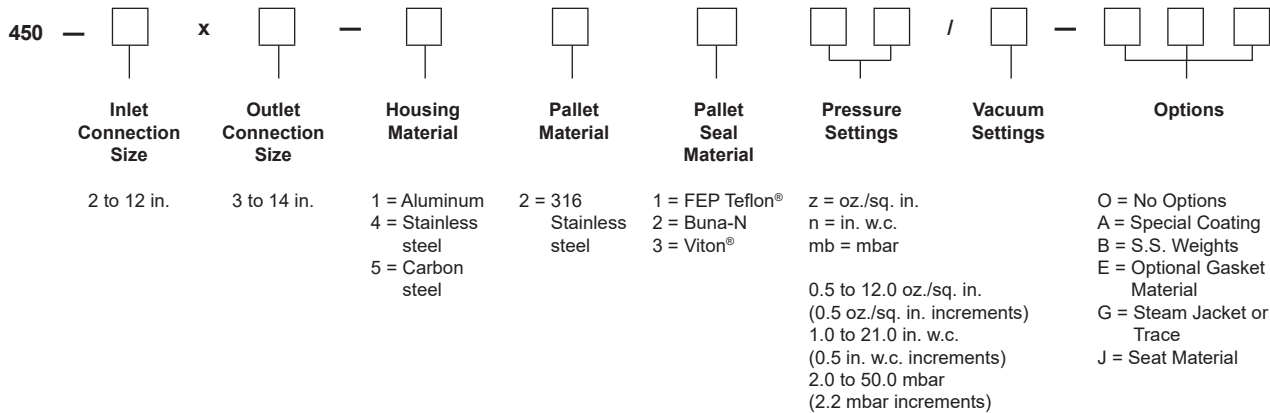 450 — x — / —
Inlet
Connection
Size
2 to 12 in.
Outlet
Connection
Size
3 to 14 in.
Housing
Material
1 = Aluminum
4 = Stainless
steel
5 = Carbon
steel
Pallet
Material
2 = 316
Stainless
steel
Pallet
Seal
Material
1 = FEP Teflon®
2 = Buna-N
3 = Viton®
Pressure
Settings
Vacuum
Settings
z = oz./sq. in.
n = in. w.c.
mb = mbar
0.5 to 12.0 oz./sq. in.
(0.5 oz./sq. in. increments)
1.0 to 21.0 in. w.c.
(0.5 in. w.c. increments)
2.0 to 50.0 mbar
(2.2 mbar increments)
Options
O = No Options
A = Special Coating
B = S.S. Weights
E = Optional Gasket
Material
G = Steam Jacket or
Trace
J = Seat Material